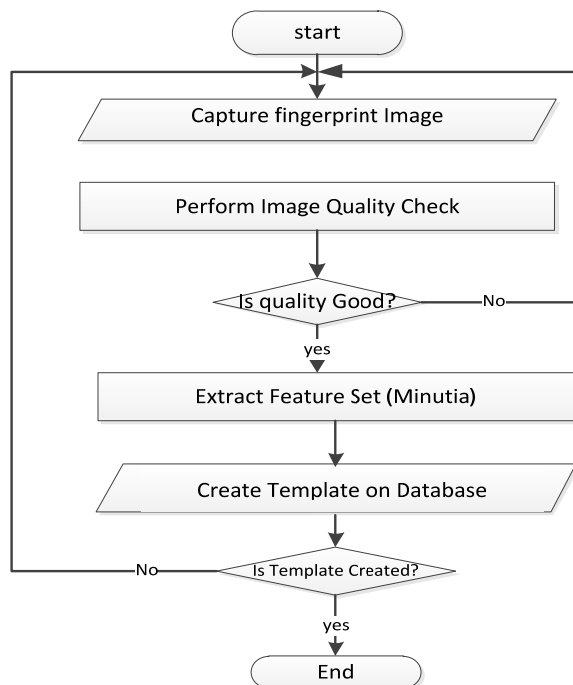 start
Capture fingerprint Image
Perform Image Quality Check
Is quality Good?
No
yes
Extract Feature Set (Minutia)
Create Template on Database
Is Template Created?
No
yes
End